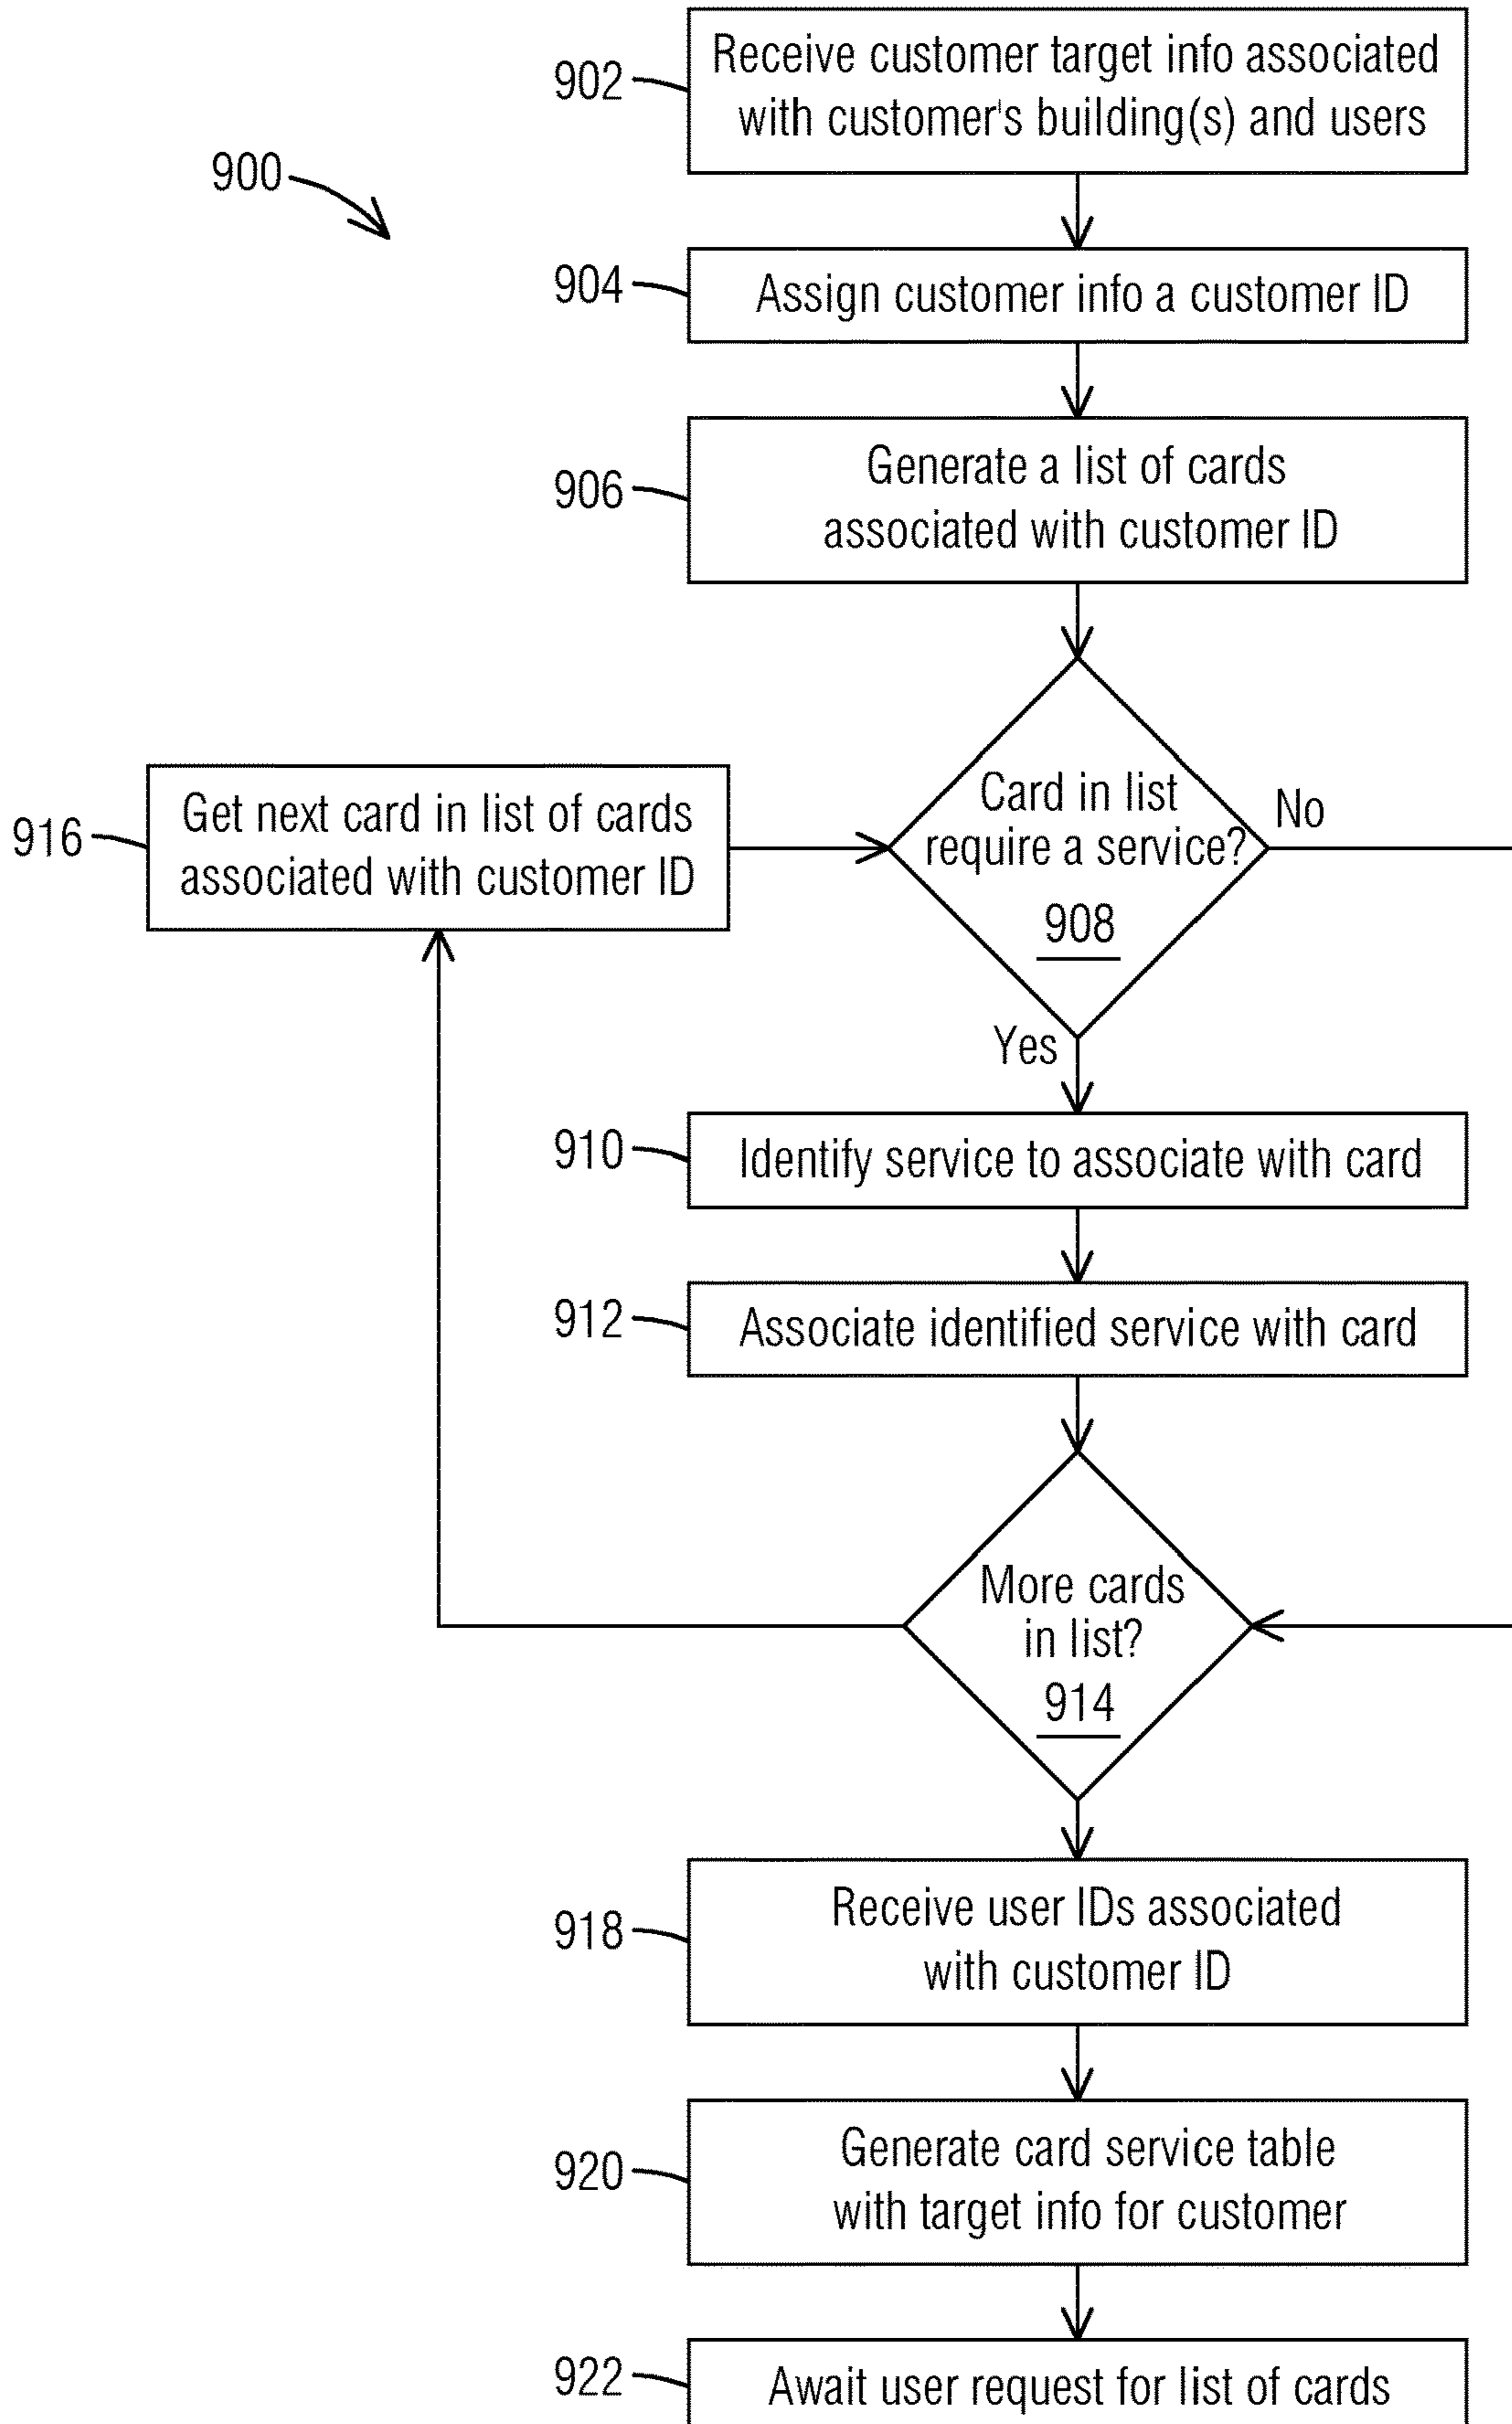 902
Receive customer target info associated
with customer's building(s) and users
900
904
Assign customer info a customer ID
906
Generate a list of cards
associated with customer ID
916
Get next card in list of cards
associated with customer ID
Card in list
require a service?
908
No
Yes
910
Identify service to associate with card
912
Associate identified service with card
More cards
in list?
914
918
Receive user IDs associated
with customer ID
920
Generate card service table
with target info for customer
922
Await user request for list of cards